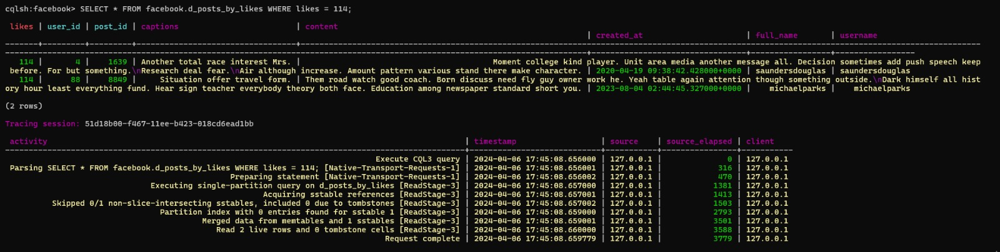 cqlsh:facebook> SELECT * FROM facebook.d_posts_by_likes WHERE likes = 114;
likes | user_id | post_id | captions | content
| created_at | full_name | username
-------+---------+---------+----------------------------------+--------------------------------------------------------------
--------------------------------------------------------------+---------------------------------+-----------------+-----------------
114 | 4 | 1639 | Another total race interest Mrs. | Moment college kind player. Unit area media another message all. Decision sometimes add push speech keep
before. For but something.\nResearch deal fear.\nAir although increase. Amount pattern various stand there make character. | 2020-04-19 09:38:42.428000+0000 | saundersdouglas | saundersdouglas
114 | 88 | 8849 | Situation offer travel form. | Them road watch good coach. Born discuss need fly guy owner work he. Yeah table again attention though something outside.\nDark himself all hist
ory hour least everything fund. Hear sign teacher everybody theory both face. Education among newspaper standard short you. | 2023-08-04 02:44:45.327000+0000 | michaelparks | michaelparks
(2 rows)
Tracing session: 51d18b00-f467-11ee-b423-018cd6ead1bb
activity | timestamp | source | source_elapsed | client
--------------------------------------------------------------+----------------------------+-----------+----------------+-----------
Execute CQL3 query | 2024-04-06 17:45:08.656000 | 127.0.0.1 | 0 | 127.0.0.1
Parsing SELECT * FROM facebook.d_posts_by_likes WHERE likes = 114; [Native-Transport-Requests-1] | 2024-04-06 17:45:08.656001 | 127.0.0.1 | 316 | 127.0.0.1
Preparing statement [Native-Transport-Requests-1] | 2024-04-06 17:45:08.656002 | 127.0.0.1 | 470 | 127.0.0.1
Executing single-partition query on d_posts_by_likes [ReadStage-3] | 2024-04-06 17:45:08.657000 | 127.0.0.1 | 1381 | 127.0.0.1
Acquiring sstable references [ReadStage-3] | 2024-04-06 17:45:08.657001 | 127.0.0.1 | 1413 | 127.0.0.1
Skipped 0/1 non-slice-intersecting sstables, included 0 due to tombstones [ReadStage-3] | 2024-04-06 17:45:08.657002 | 127.0.0.1 | 1503 | 127.0.0.1
Partition index with 0 entries found for sstable 1 [ReadStage-3] | 2024-04-06 17:45:08.659000 | 127.0.0.1 | 2793 | 127.0.0.1
Merged data from memtables and 1 sstables [ReadStage-3] | 2024-04-06 17:45:08.659001 | 127.0.0.1 | 3501 | 127.0.0.1
Read 2 live rows and 0 tombstone cells [ReadStage-3] | 2024-04-06 17:45:08.660000 | 127.0.0.1 | 3588 | 127.0.0.1
Request complete | 2024-04-06 17:45:08.659779 | 127.0.0.1 | 3779 | 127.0.0.1